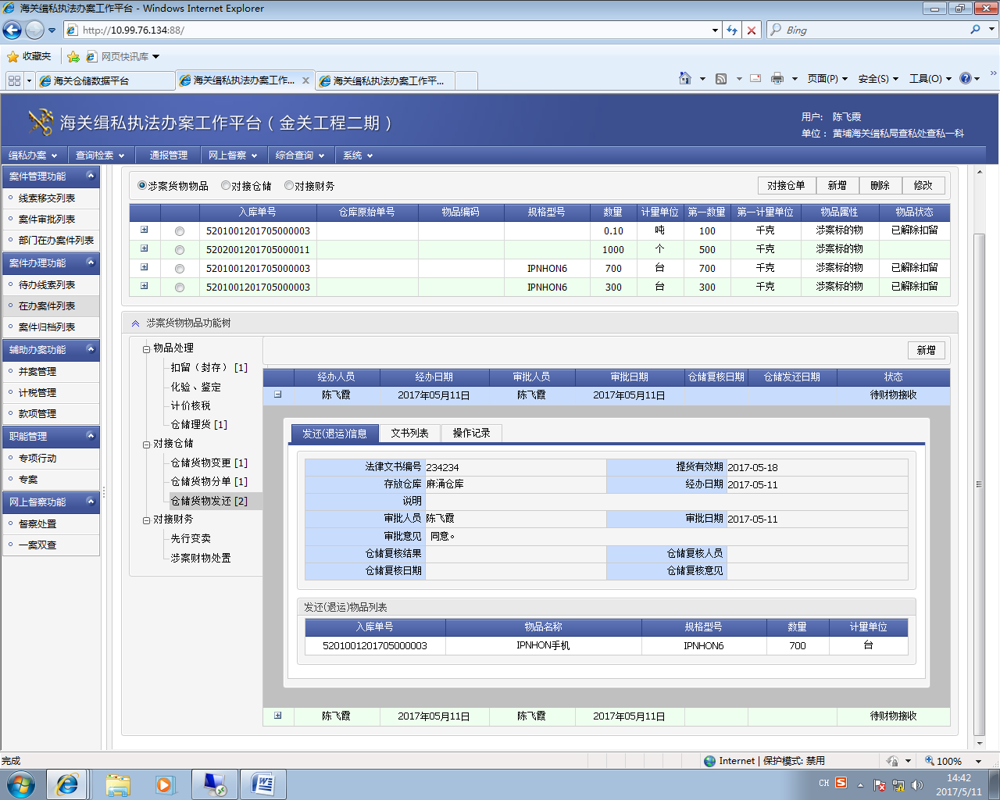 海关缉私执法办案工作平台 - Windows Internet Explorer
http://10.99.76.134:88/
Bing
收藏夹
网页快讯库
海关仓储数据平台
海关缉私执法办案工作...
海关缉私执法办案工作平...
页面(P)
安全(S)
工具(O)
海关缉私执法办案工作平台（金关工程二期）
用户： 陈飞霞
单位： 黄埔海关缉私局查私处查私一科
缉私办案 查询检索 通报管理 网上督察 综合查询 系统
案件管理功能
线索移交列表
案件审批列表
部门在办案件列表
案件办理功能
待办线索列表
在办案件列表
案件归档列表
辅助办案功能
并案管理
计税管理
款项管理
职能管理
专项行动
专案
网上督察功能
督察处置
一案双查
涉案货物物品 对接仓储 对接财务
对接仓单 新增 删除 修改
入库单号 仓库原始单号 物品编码 规格型号 数量 计量单位 第一数量 第一计量单位 物品属性 物品状态
5201001201705000003 0.10 吨 100 千克 涉案标的物 已解除扣留
5202001201705000011 1000 个 500 千克 涉案标的物
5201001201705000003 IPNHON6 700 台 700 千克 涉案标的物 已解除扣留
5201001201705000003 IPNHON6 300 台 300 千克 涉案标的物 已解除扣留
涉案货物物品功能树
物品处理
扣留（封存） [1]
化验、鉴定
计价核税
仓储理货 [1]
对接仓储
仓储货物变更 [1]
仓储货物分单 [1]
仓储货物发还 [2]
对接财务
先行变卖
涉案财物处置
新增
经办人员 经办日期 审批人员 审批日期 仓储复核日期 仓储发还日期 状态
陈飞霞 2017年05月11日 陈飞霞 2017年05月11日 待财物接收
发还(退运)信息 文书列表 操作记录
法律文书编号 234234 提货有效期 2017-05-18
存放仓库 麻涌仓库 经办日期 2017-05-11
说明
审批人员 陈飞霞 审批日期 2017-05-11
审批意见 同意。
仓储复核结果 仓储复核人员
仓储复核日期 仓储复核意见
发还(退运)物品列表
入库单号 物品名称 规格型号 数量 计量单位
5201001201705000003 IPNHON手机 IPNHON6 700 台
陈飞霞 2017年05月11日 陈飞霞 2017年05月11日 待财物接收
完成
Internet | 保护模式: 禁用
100%
CH
14:42
2017/5/11